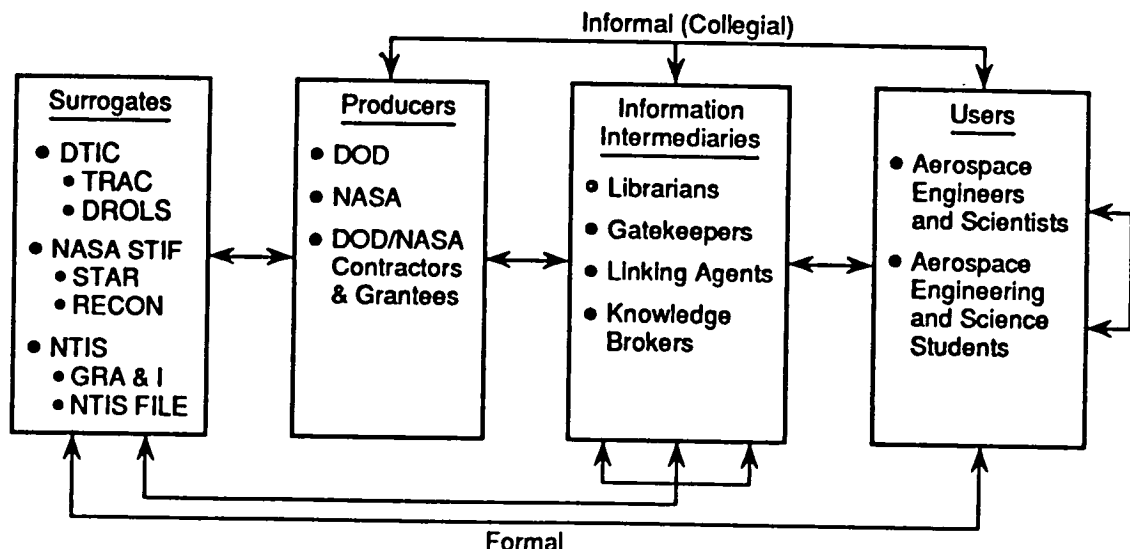 Informal (Collegial)
Surrogates
• DTIC
• TRAC
• DROLS
• NASA STIF
• STAR
• RECON
• NTIS
• GRA & I
• NTIS FILE
Producers
• DOD
• NASA
• DOD/NASA
Contractors
& Grantees
Information
Intermediaries
• Librarians
• Gatekeepers
• Linking Agents
• Knowledge
Brokers
Users
• Aerospace
Engineers
and Scientists
• Aerospace
Engineering
and Science
Students
Formal